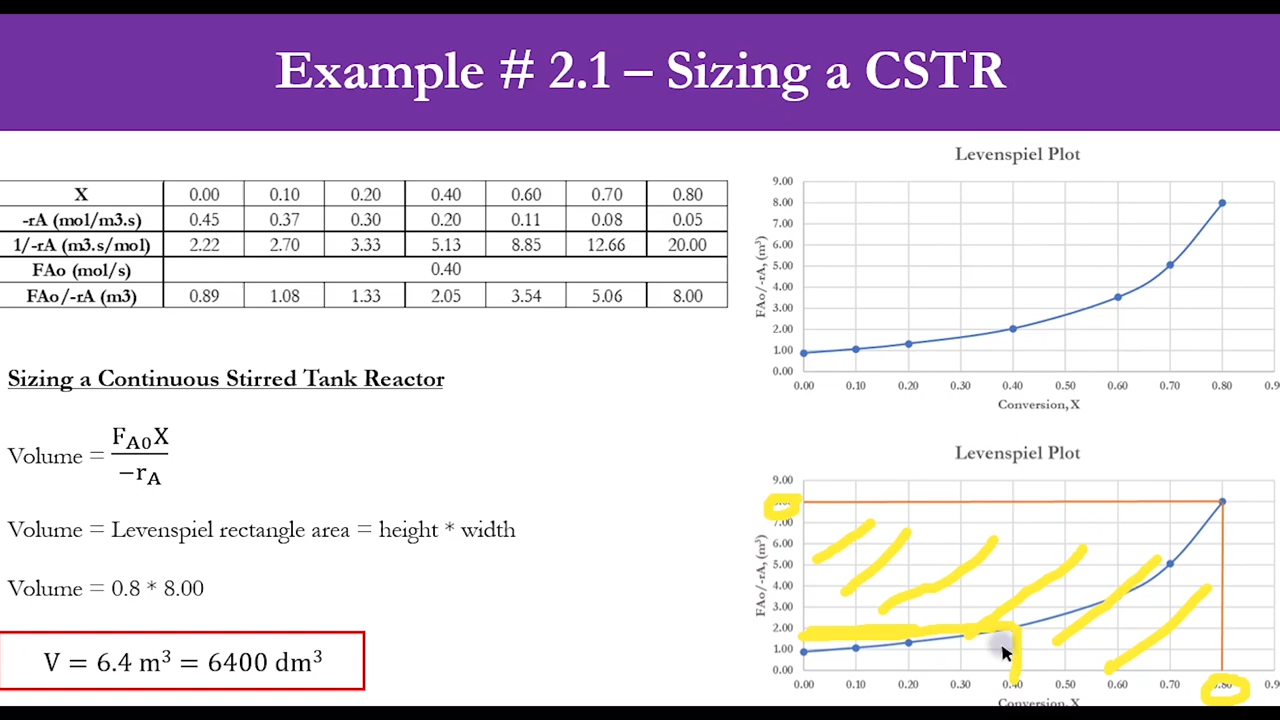 Example # 2.1 – Sizing a CSTR
X 0.00 0.10 0.20 0.40 0.60 0.70 0.80
-rA (mol/m3.s) 0.45 0.37 0.30 0.20 0.11 0.08 0.05
1/-rA (m3.s/mol) 2.22 2.70 3.33 5.13 8.85 12.66 20.00
FAo (mol/s) 0.40
FAo/-rA (m3) 0.89 1.08 1.33 2.05 3.54 5.06 8.00
Sizing a Continuous Stirred Tank Reactor
Volume = F_A0X / −r_A
Volume = Levenspiel rectangle area = height * width
Volume = 0.8 * 8.00
V = 6.4 m³ = 6400 dm³
Levenspiel Plot
FAo/-rA, (m³)
9.00
8.00
7.00
6.00
5.00
4.00
3.00
2.00
1.00
0.00
0.00 0.10 0.20 0.30 0.40 0.50 0.60 0.70 0.80
Conversion, X
Levenspiel Plot
FAo/-rA, (m³)
9.00
7.00
6.00
5.00
4.00
3.00
2.00
1.00
0.00
0.00 0.10 0.20 0.30 0.40 0.50 0.60 0.70 0.80
Conversion, X